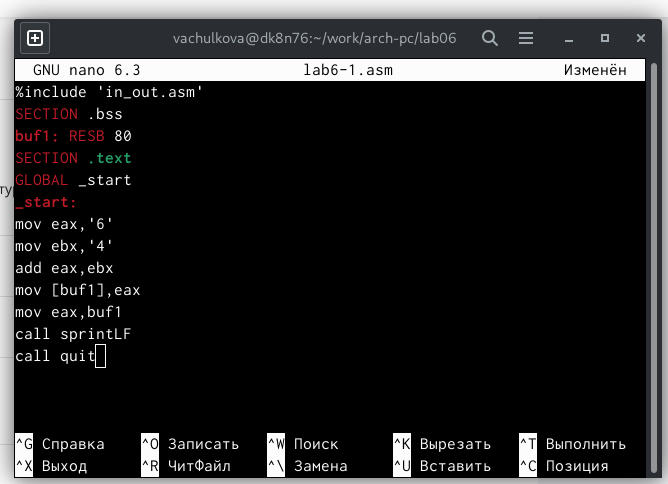 vachulkova@dk8n76:~/work/arch-pc/lab06
GNU nano 6.3 lab6-1.asm Изменён
%include 'in_out.asm'
SECTION .bss
buf1: RESB 80
SECTION .text
GLOBAL _start
_start:
mov eax,'6'
mov ebx,'4'
add eax,ebx
mov [buf1],eax
mov eax,buf1
call sprintLF
call quit
^G Справка ^O Записать ^W Поиск ^K Вырезать ^T Выполнить
^X Выход ^R ЧитФайл ^\ Замена ^U Вставить ^C Позиция